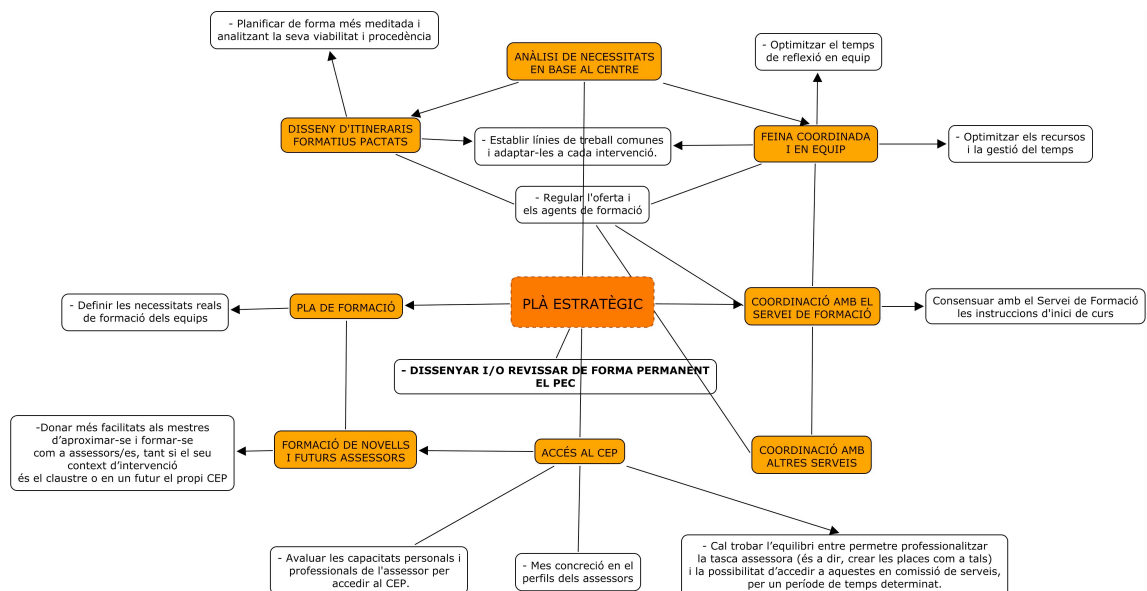 - Planificar de forma més meditada i
analitzant la seva viabilitat i procedència
ANÀLISI DE NECESSITATS
EN BASE AL CENTRE
- Optimitzar el temps
de reflexió en equip
DISSENY D'ITINERARIS
FORMATIUS PACTATS
- Establir línies de treball comunes
i adaptar-les a cada intervenció.
FEINA COORDINADA
I EN EQUIP
- Optimitzar els recursos
i la gestió del temps
- Regular l'oferta i
els agents de formació
- Definir les necessitats reals
de formació dels equips
PLA DE FORMACIÓ
PLÀ ESTRATÈGIC
COORDINACIÓ AMB EL
SERVEI DE FORMACIÓ
Consensuar amb el Servei de Formació
les instruccions d'inici de curs
- DISSENYAR I/O REVISSAR DE FORMA PERMANENT
EL PEC
-Donar més facilitats als mestres
d’aproximar-se i formar-se
com a assessors/es, tant si el seu
context d’intervenció
és el claustre o en un futur el propi CEP
FORMACIÓ DE NOVELLS
I FUTURS ASSESSORS
ACCÉS AL CEP
COORDINACIÓ AMB
ALTRES SERVEIS
- Avaluar les capacitats personals i
professionals de l'assessor per
accedir al CEP.
- Mes concreció en el
perfils dels assessors
- Cal trobar l’equilibri entre permetre professionalitzar
la tasca assessora (és a dir, crear les places com a tals)
i la possibilitat d’accedir a aquestes en comissió de serveis,
per un període de temps determinat.